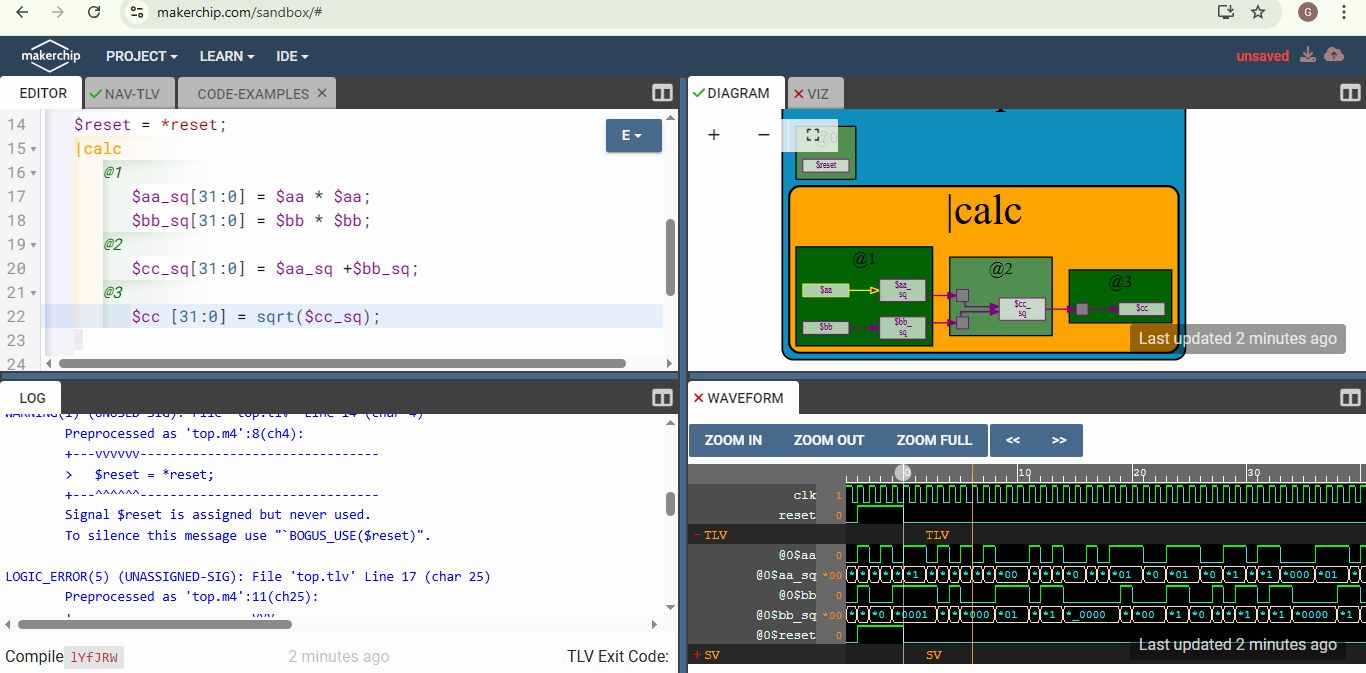 makerchip.com/sandbox/#
G
makerchip PROJECT LEARN IDE unsaved
EDITOR NAV-TLV CODE-EXAMPLES
14 $reset = *reset;
15 |calc
16 @1
17 $aa_sq[31:0] = $aa * $aa;
18 $bb_sq[31:0] = $bb * $bb;
19 @2
20 $cc_sq[31:0] = $aa_sq +$bb_sq;
21 @3
22 $cc [31:0] = sqrt($cc_sq);
23
24
E
DIAGRAM VIZ
+ −
@0
$reset
|calc
@1 @2 @3
$aa $aa_sq $cc_sq $cc
$bb $bb_sq
Last updated 2 minutes ago
LOG
WARNING(1) (UNUSED-SIG): File 'top.tlv' Line 14 (char 4)
Preprocessed as 'top.m4':8(ch4):
+---vvvvvv--------------------------------
> $reset = *reset;
+---^^^^^^--------------------------------
Signal $reset is assigned but never used.
To silence this message use "`BOGUS_USE($reset)".
LOGIC_ERROR(5) (UNASSIGNED-SIG): File 'top.tlv' Line 17 (char 25)
Preprocessed as 'top.m4':11(ch25):
Compile lYfJRW 2 minutes ago TLV Exit Code:
WAVEFORM
ZOOM IN ZOOM OUT ZOOM FULL << >>
0 10 20 30
clk 1
reset 0
- TLV TLV
@0$aa 0
@0$aa_sq *00 * * * * * *1 * * * * * * *00 * * *0 * *01 *0 *01 *0 *1 * *1 *000 *01 *
@0$bb 0
@0$bb_sq *00 * * *0 *0001 * * *000 *01 * *1 *_0000 * *00 *1 *0 * * *1 * *1 *0000 *1 *
@0$reset 0
+ SV SV
Last updated 2 minutes ago